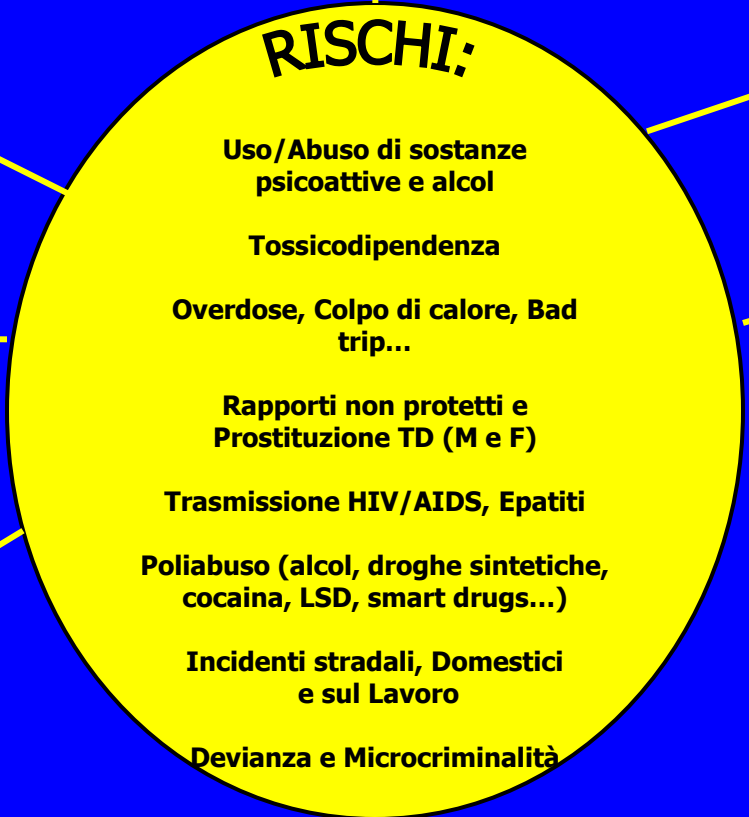 RISCHI:
Uso/Abuso di sostanze
psicoattive e alcol
Tossicodipendenza
Overdose, Colpo di calore, Bad
trip...
Rapporti non protetti e
Prostituzione TD (M e F)
Trasmissione HIV/AIDS, Epatiti
Poliabuso (alcol, droghe sintetiche,
cocaina, LSD, smart drugs...)
Incidenti stradali, Domestici
e sul Lavoro
Devianza e Microcriminalità